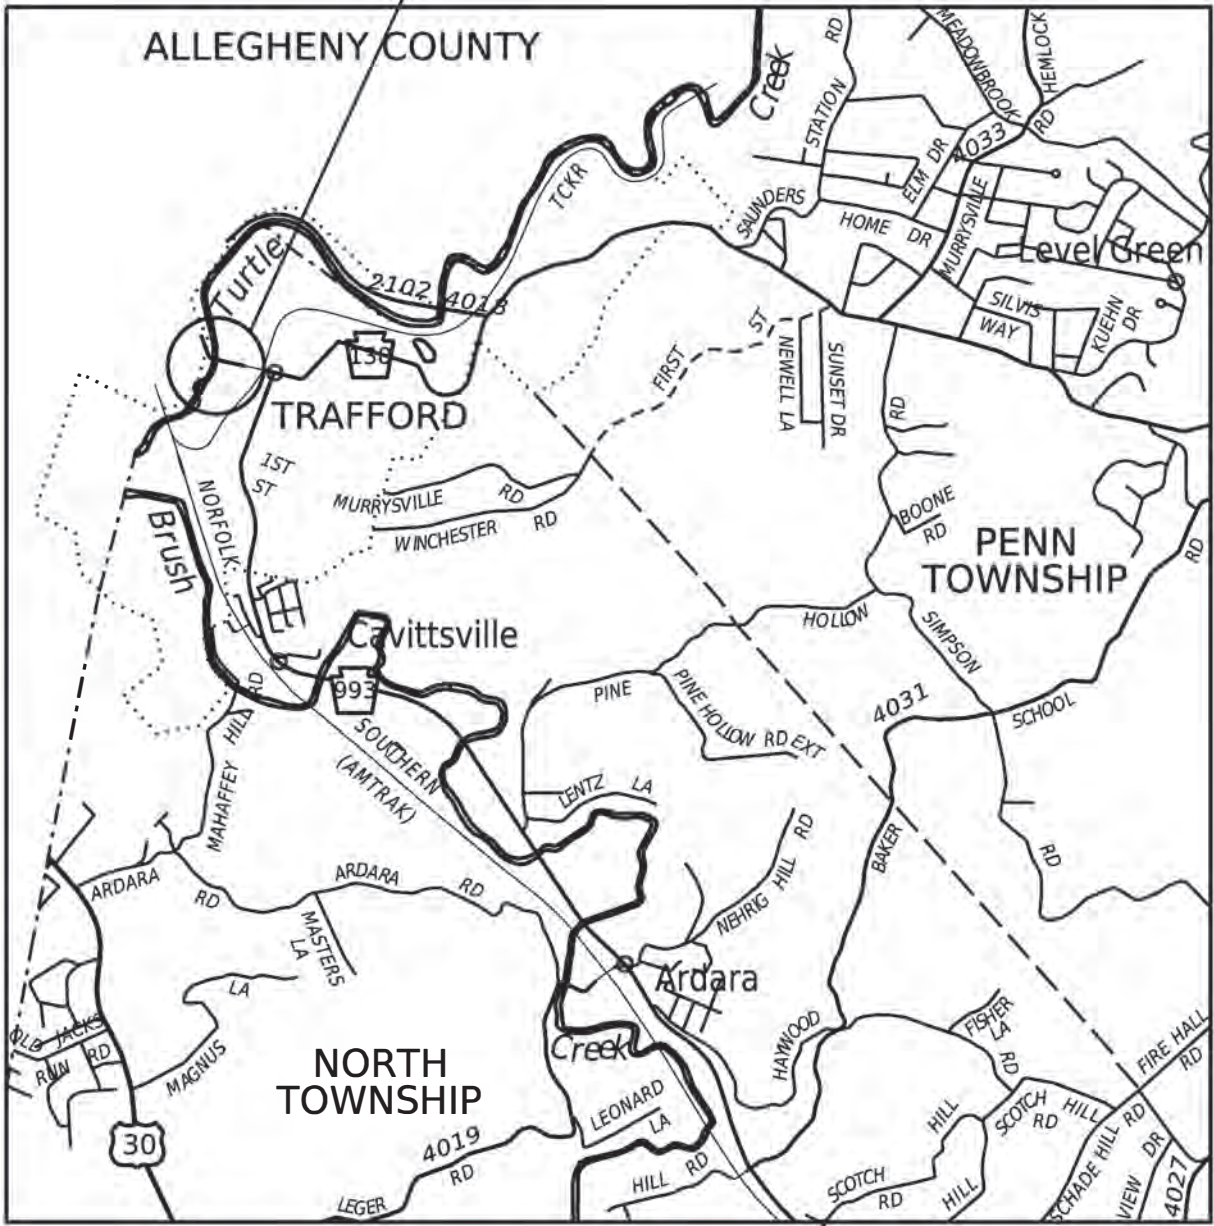 ALLEGHENY COUNTY
Creek
STATION
RD
MEADOWBROOK
HEMLOCK
RD
4033
ELM DR
TCKR
SAUNDERS
HOME DR
MURRYSVILLE
Level Green
Turtle
2102
4013
SILVIS
WAY
KUEHN
DR
130
FIRST
ST
NEWELL LA
SUNSET DR
RD
TRAFFORD
1ST
ST
MURRYSVILLE RD
WINCHESTER RD
NORFOLK
Brush
BOONE
RD
PENN
TOWNSHIP
RD
HOLLOW
SIMPSON
Cavittsville
993
PINE
PINE HOLLOW RD EXT
4031
SCHOOL
RD
MAHAFFEY HILL RD
SOUTHERN
(AMTRAK)
LENTZ LA
BAKER
RD
NEHRIG HILL RD
ARDARA
RD
ARDARA RD
MASTERS
LA
LA
MAGNUS
Ardara
OLD JACKS
RUN RD
Creek
HAYWOOD
FISHER
LA
RD
FIRE HALL
RD
NORTH
TOWNSHIP
LEONARD
LA
SCOTCH HILL
RD
RD
HILL
30
4019
RD
LEGER
HILL RD
SCOTCH
RD
HILL
SCHADE HILL
VIEW DR
4027